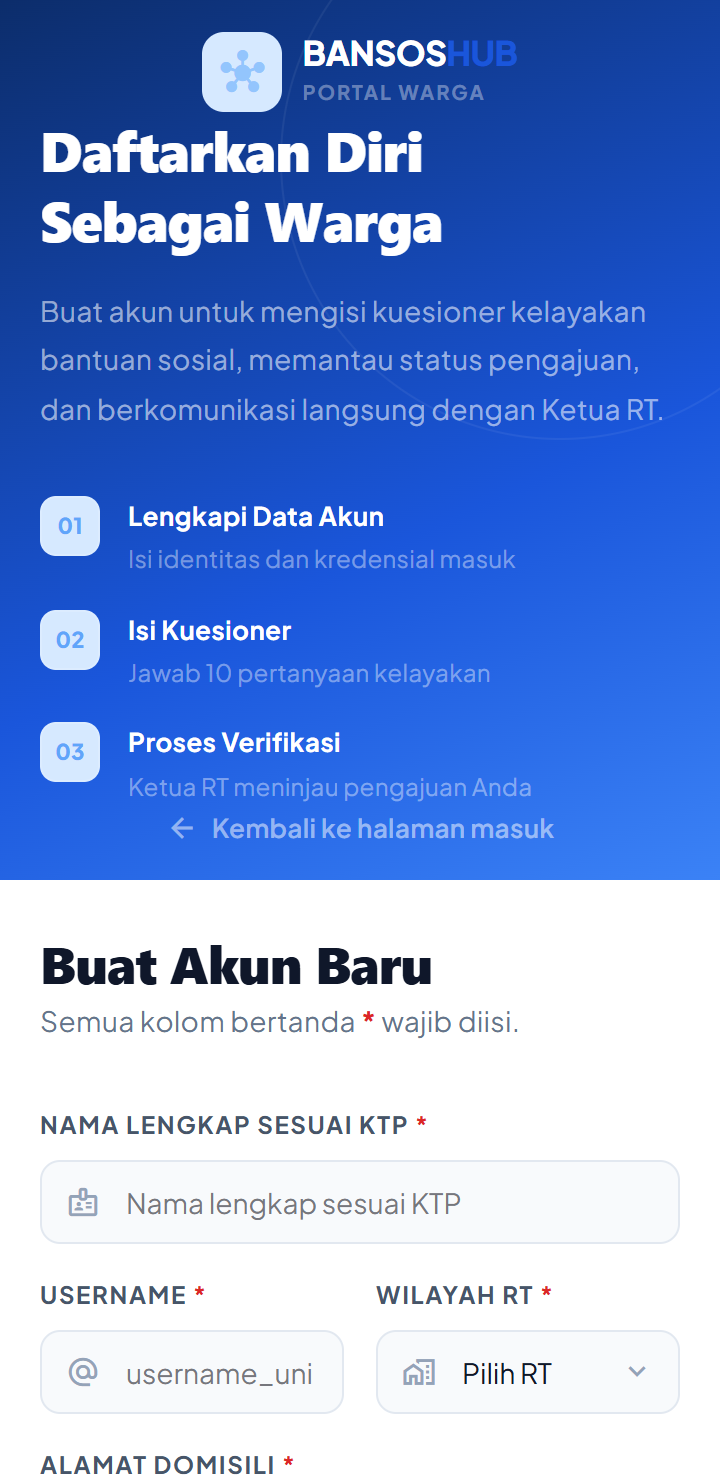 BANSOSHUB
PORTAL WARGA
Daftarkan Diri
Sebagai Warga
Buat akun untuk mengisi kuesioner kelayakan
bantuan sosial, memantau status pengajuan,
dan berkomunikasi langsung dengan Ketua RT.
01
Lengkapi Data Akun
Isi identitas dan kredensial masuk
02
Isi Kuesioner
Jawab 10 pertanyaan kelayakan
03
Proses Verifikasi
Ketua RT meninjau pengajuan Anda
← Kembali ke halaman masuk
Buat Akun Baru
Semua kolom bertanda * wajib diisi.
NAMA LENGKAP SESUAI KTP *
Nama lengkap sesuai KTP
USERNAME * WILAYAH RT *
@ username_uni Pilih RT
ALAMAT DOMISILI *